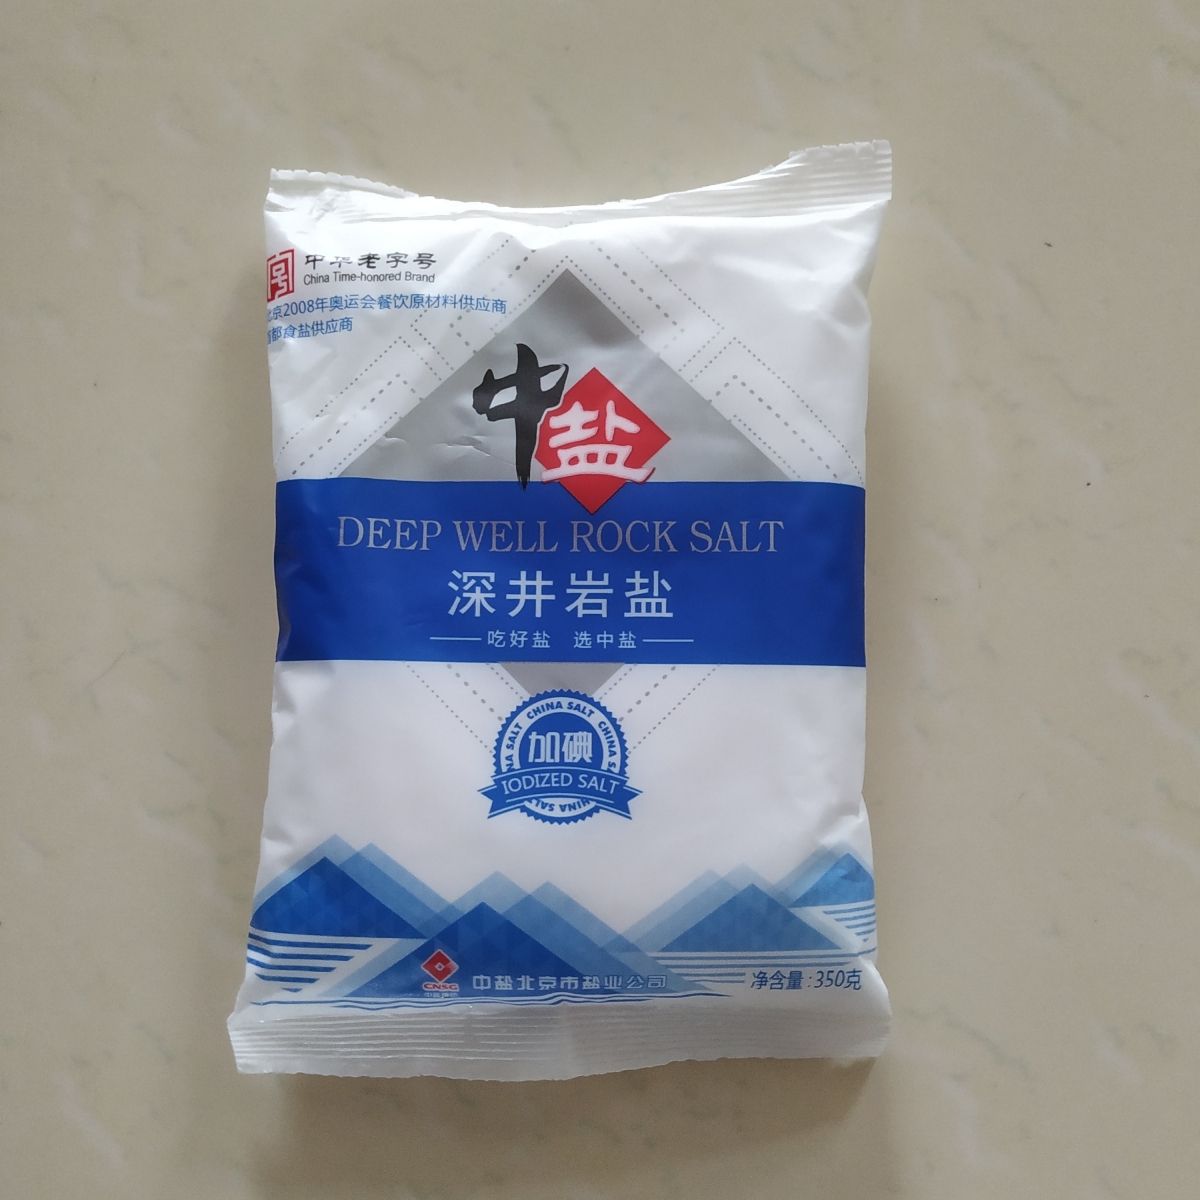 中华老字号
China Time-honored Brand
北京2008年奥运会餐饮原材料供应商
首都食盐供应商
中盐
DEEP WELL ROCK SALT
深井岩盐
吃好盐 选中盐
CHINA SALT
加碘
IODIZED SALT
CNSG
中盐北京市盐业公司
净含量:350克